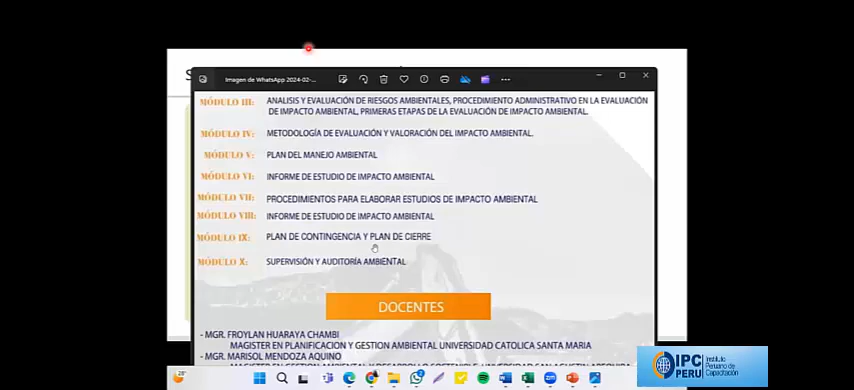 Imagen de WhatsApp 2024-02-...
MÓDULO III: ANALISIS Y EVALUACIÓN DE RIESGOS AMBIENTALES, PROCEDIMIENTO ADMINISTRATIVO EN LA EVALUACIÓN
DE IMPACTO AMBIENTAL, PRIMERAS ETAPAS DE LA EVALUACIÓN DE IMPACTO AMBIENTAL.
MÓDULO IV: METODOLOGÍA DE EVALUACIÓN Y VALORACIÓN DEL IMPACTO AMBIENTAL.
MÓDULO V: PLAN DEL MANEJO AMBIENTAL
MÓDULO VI: INFORME DE ESTUDIO DE IMPACTO AMBIENTAL
MÓDULO VII: PROCEDIMIENTOS PARA ELABORAR ESTUDIOS DE IMPACTO AMBIENTAL
MÓDULO VIII: INFORME DE ESTUDIO DE IMPACTO AMBIENTAL
MÓDULO IX: PLAN DE CONTINGENCIA Y PLAN DE CIERRE
MÓDULO X: SUPERVISIÓN Y AUDITORÍA AMBIENTAL
DOCENTES
- MGR. FROYLAN HUARAYA CHAMBI
MAGISTER EN PLANIFICACION Y GESTION AMBIENTAL UNIVERSIDAD CATOLICA SANTA MARIA
- MGR. MARISOL MENDOZA AQUINO
28°
IPC PERU
Instituto
Peruano de
Capacitación